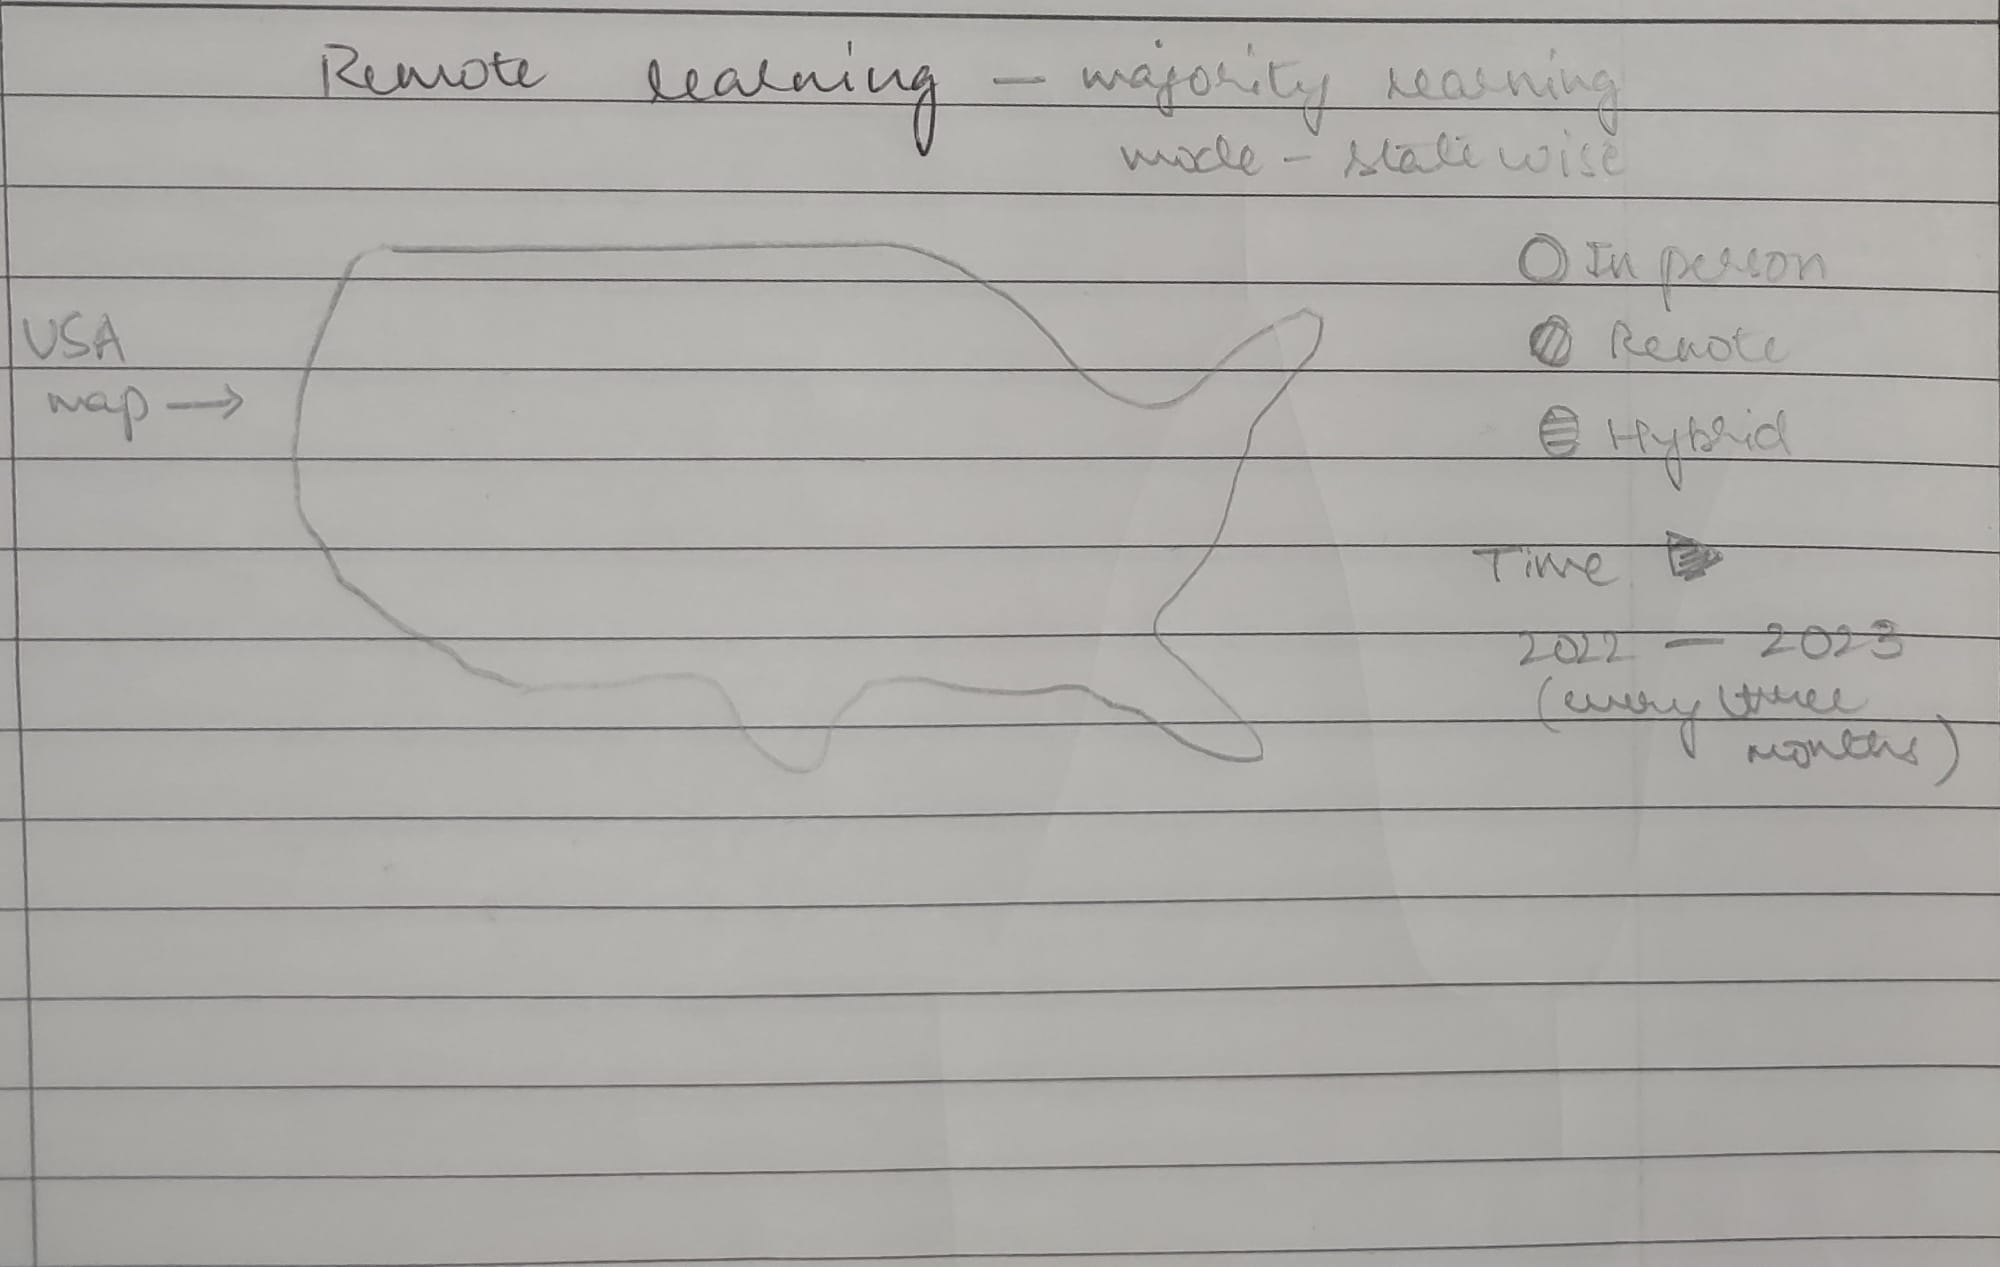 Remote learning - majority learning
mode - state wise
In person
USA
Remote
map →
Hybrid
Time
2022 - 2023
(every three
months)